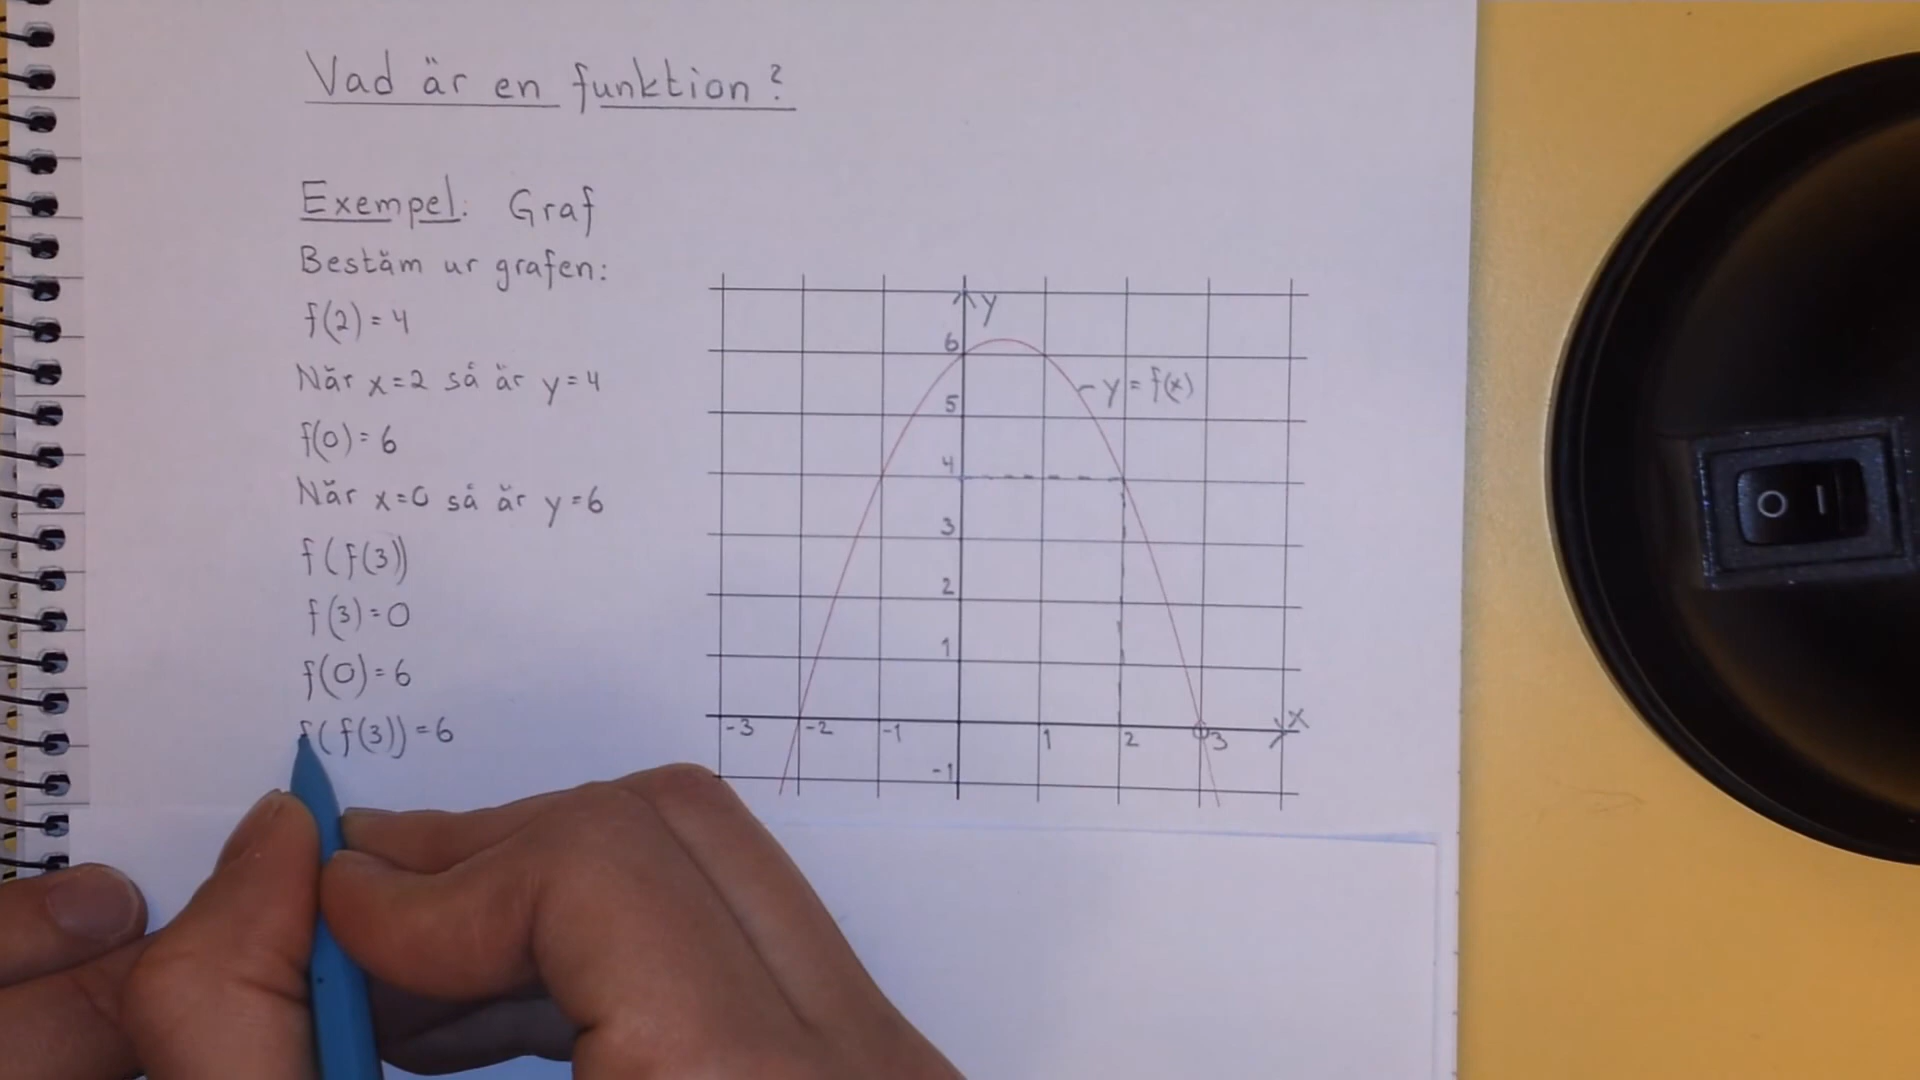 Vad är en funktion?
Exempel: Graf
Bestäm ur grafen:
f(2)=4
När x=2 så är y=4
f(0)=6
När x=0 så är y=6
f(f(3))
f(3)=0
f(0)=6
f(f(3))=6
y
6
y=f(x)
5
4
3
2
1
-3 -2 -1 1 2 3 x
-1
O I